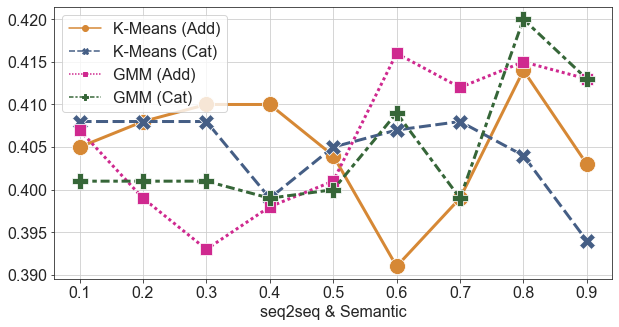 K-Means (Add)
K-Means (Cat)
GMM (Add)
GMM (Cat)
0.420
0.415
0.410
0.405
0.400
0.395
0.390
0.1 0.2 0.3 0.4 0.5 0.6 0.7 0.8 0.9
seq2seq & Semantic